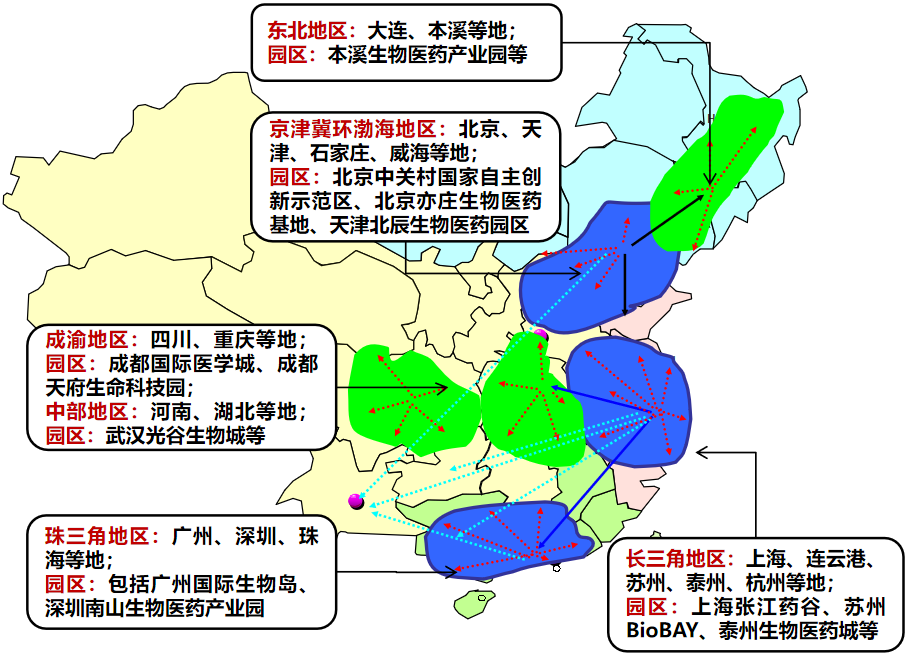 东北地区：大连、本溪等地；
园区：本溪生物医药产业园等
京津冀环渤海地区：北京、天
津、石家庄、威海等地；
园区：北京中关村国家自主创
新示范区、北京亦庄生物医药
基地、天津北辰生物医药园区
成渝地区：四川、重庆等地；
园区：成都国际医学城、成都
天府生命科技园；
中部地区：河南、湖北等地；
园区：武汉光谷生物城等
珠三角地区：广州、深圳、珠
海等地；
园区：包括广州国际生物岛、
深圳南山生物医药产业园
长三角地区：上海、连云港、
苏州、泰州、杭州等地；
园区：上海张江药谷、苏州
BioBAY、泰州生物医药城等